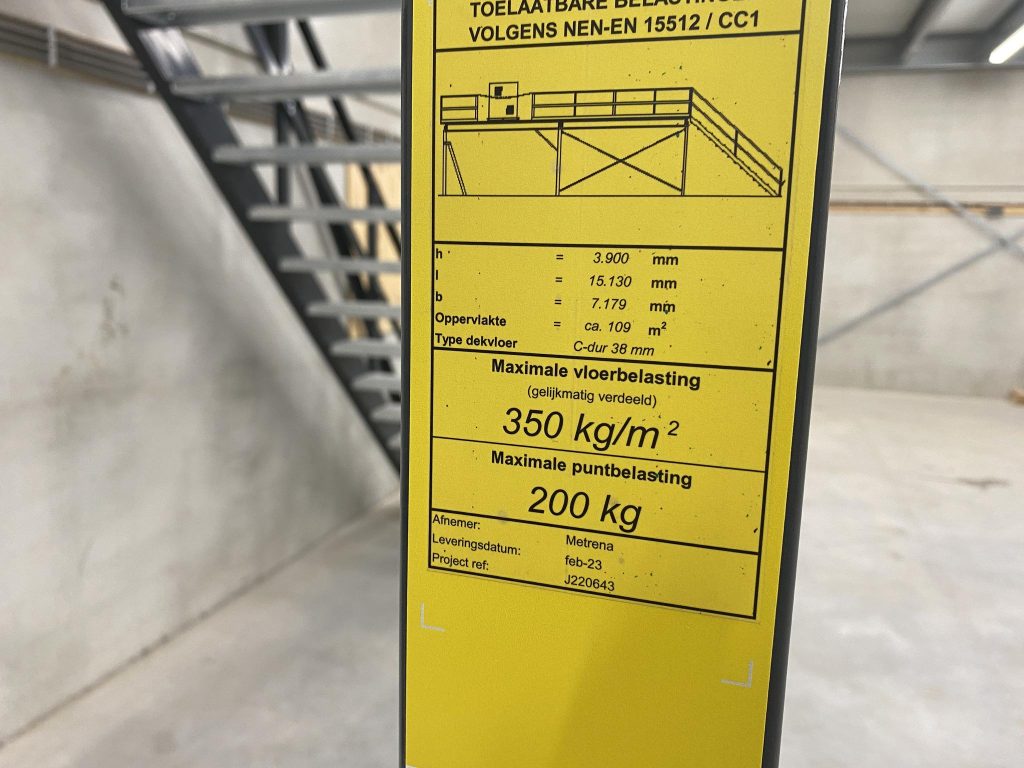 TOELAATBARE BELASTINGEN
VOLGENS NEN-EN 15512 / CC1
h = 3.900 mm
l = 15.130 mm
b = 7.179 mm
Oppervlakte = ca. 109 m²
Type dekvloer C-dur 38 mm
Maximale vloerbelasting
(gelijkmatig verdeeld)
350 kg/m²
Maximale puntbelasting
200 kg
Afnemer: Metrena
Leveringsdatum: feb-23
Project ref: J220643